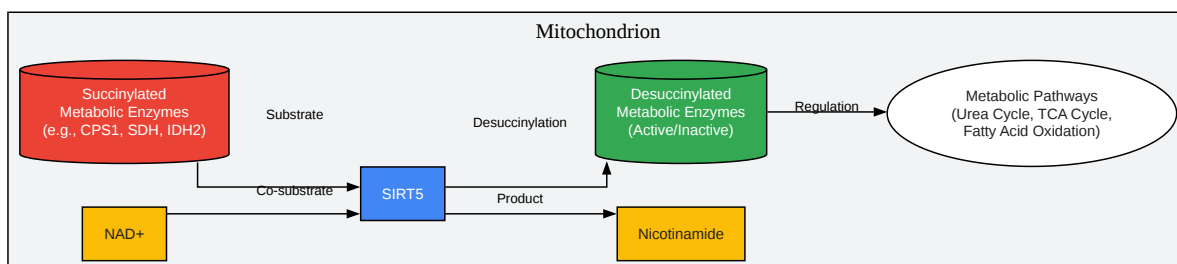 Mitochondrion
Succinylated
Metabolic Enzymes
(e.g., CPS1, SDH, IDH2)
Substrate
Co-substrate
NAD+
SIRT5
Desuccinylation
Product
Nicotinamide
Desuccinylated
Metabolic Enzymes
(Active/Inactive)
Regulation
Metabolic Pathways
(Urea Cycle, TCA Cycle,
Fatty Acid Oxidation)